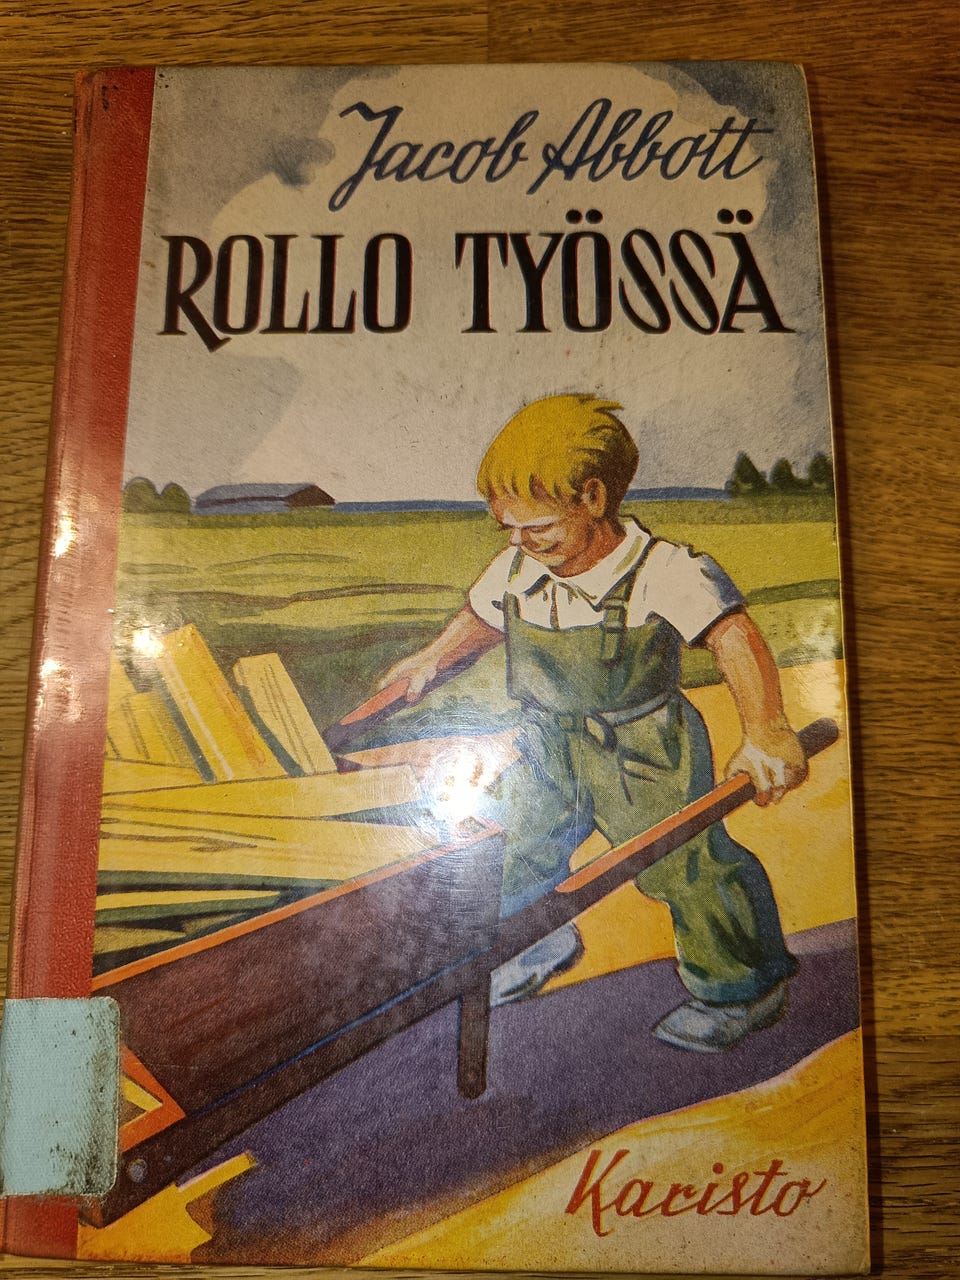 Jacob Abbott
ROLLO TYÖSSÄ
Karisto